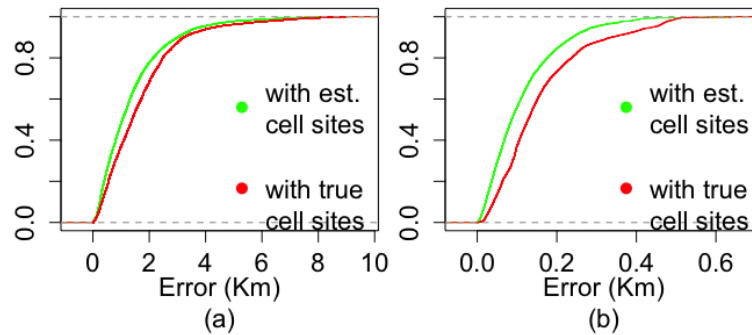 0.0 0.4 0.8
with est.
cell sites
with true
cell sites
0 2 4 6 8 10
Error (Km)
(a)
0.0 0.4 0.8
with est.
cell sites
with true
cell sites
0.0 0.2 0.4 0.6
Error (Km)
(b)